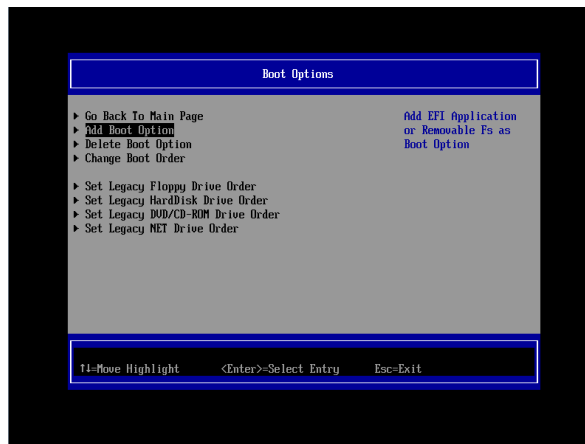 Boot Options
▶ Go Back To Main Page
▶ Add Boot Option
▶ Delete Boot Option
▶ Change Boot Order
▶ Set Legacy Floppy Drive Order
▶ Set Legacy HardDisk Drive Order
▶ Set Legacy DVD/CD-ROM Drive Order
▶ Set Legacy NET Drive Order
Add EFI Application
or Removable Fs as
Boot Option
↑↓=Move Highlight <Enter>=Select Entry Esc=Exit